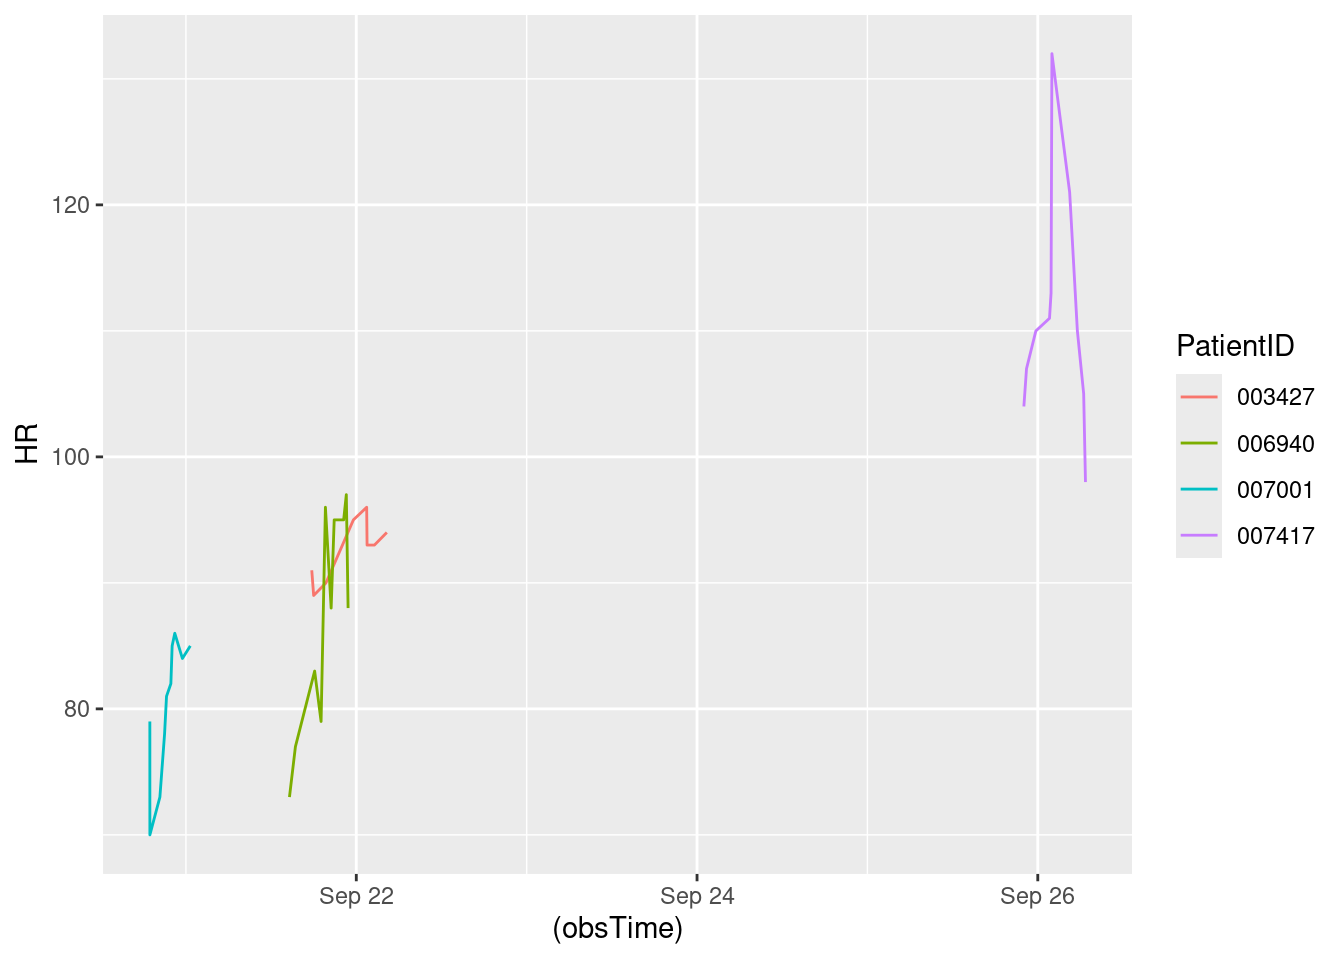 120
100
80
HR
Sep 22
Sep 24
Sep 26
(obsTime)
PatientID
003427
006940
007001
007417